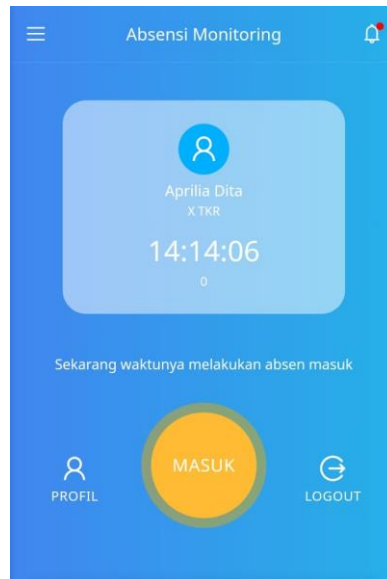 Absensi Monitoring
Aprilia Dita
X TKR
14:14:06
0
Sekarang waktunya melakukan absen masuk
MASUK
PROFIL
LOGOUT